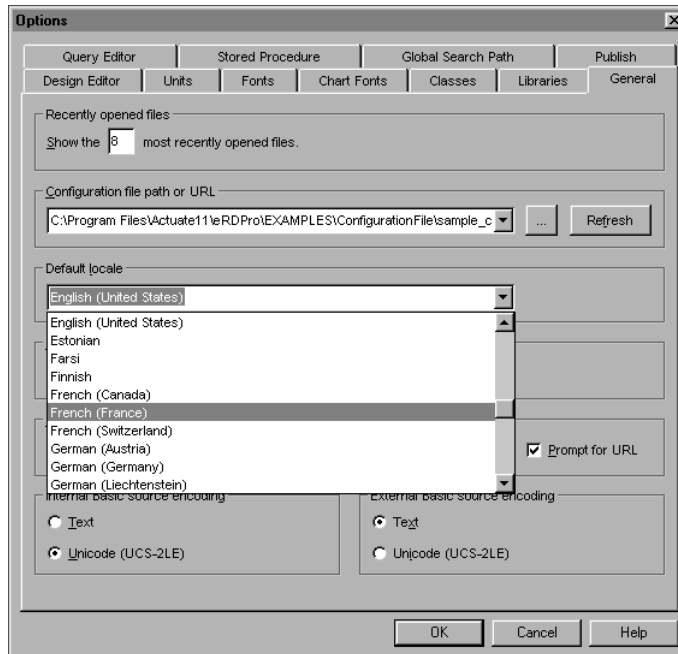 Options
Query Editor Stored Procedure Global Search Path Publish
Design Editor Units Fonts Chart Fonts Classes Libraries General
Recently opened files
Show the 8 most recently opened files.
Configuration file path or URL
C:\Program Files\Actuate11\eRDPro\EXAMPLES\ConfigurationFile\sample_c ... Refresh
Default locale
English (United States)
English (United States)
Estonian
Farsi
Finnish
French (Canada)
French (France)
French (Switzerland)
German (Austria)
German (Germany)
Prompt for URL
German (Liechtenstein)
Internal Basic source encoding External Basic source encoding
Text Text
Unicode (UCS-2LE) Unicode (UCS-2LE)
OK Cancel Help